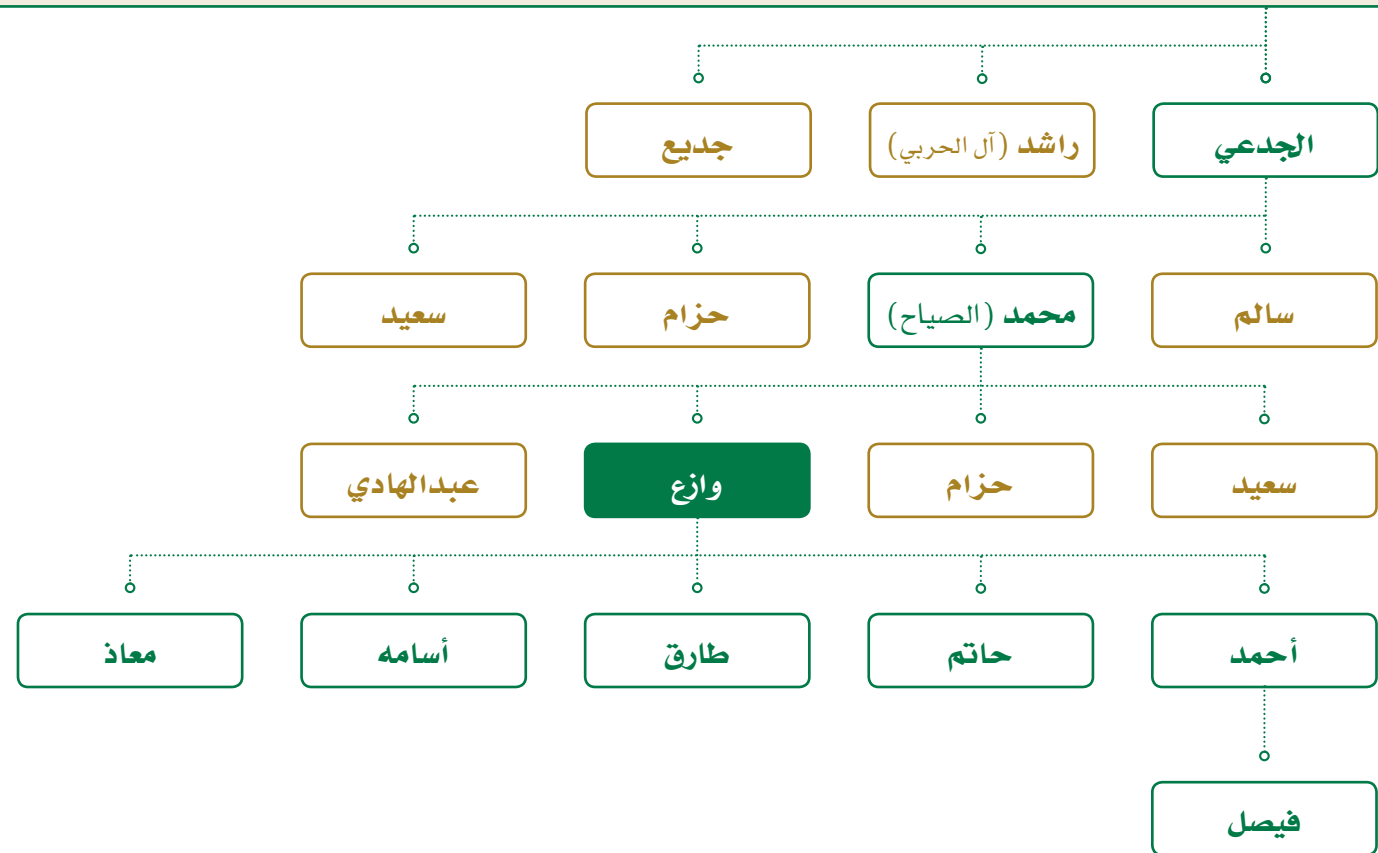 الجدعي
راشد (آل الحربي)
جديع
سالم
محمد (الصياح)
حزام
سعيد
سعيد
حزام
وازع
عبدالهادي
أحمد
حاتم
طارق
أسامه
معاذ
فيصل